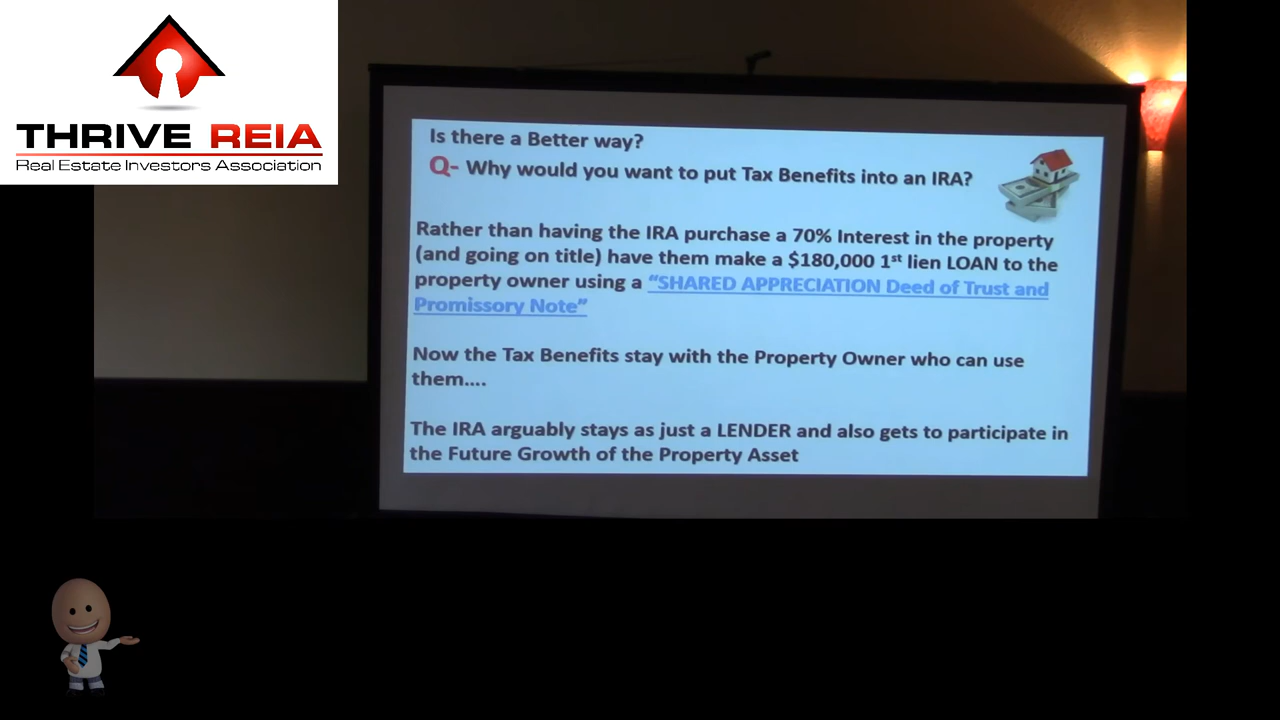 THRIVE REIA
Real Estate Investors Association
Is there a Better way?
Q- Why would you want to put Tax Benefits into an IRA?
Rather than having the IRA purchase a 70% Interest in the property
(and going on title) have them make a $180,000 1st lien LOAN to the
property owner using a “SHARED APPRECIATION Deed of Trust and
Promissory Note”
Now the Tax Benefits stay with the Property Owner who can use
them....
The IRA arguably stays as just a LENDER and also gets to participate in
the Future Growth of the Property Asset